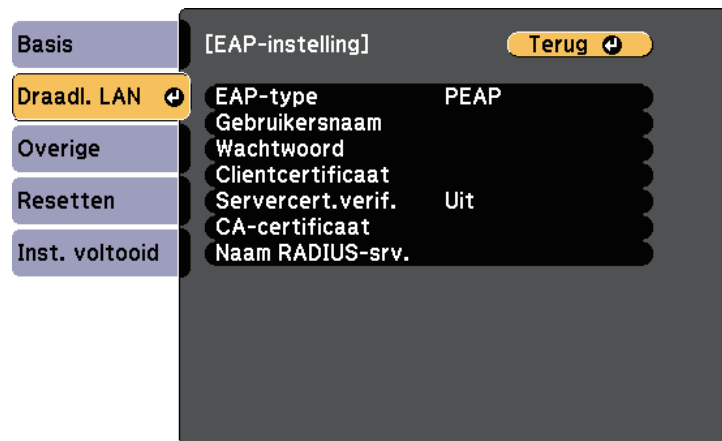 Basis
Draadl. LAN
Overige
Resetten
Inst. voltooid
[EAP-instelling]
Terug
EAP-type PEAP
Gebruikersnaam
Wachtwoord
Clientcertificaat
Servercert.verif. Uit
CA-certificaat
Naam RADIUS-srv.